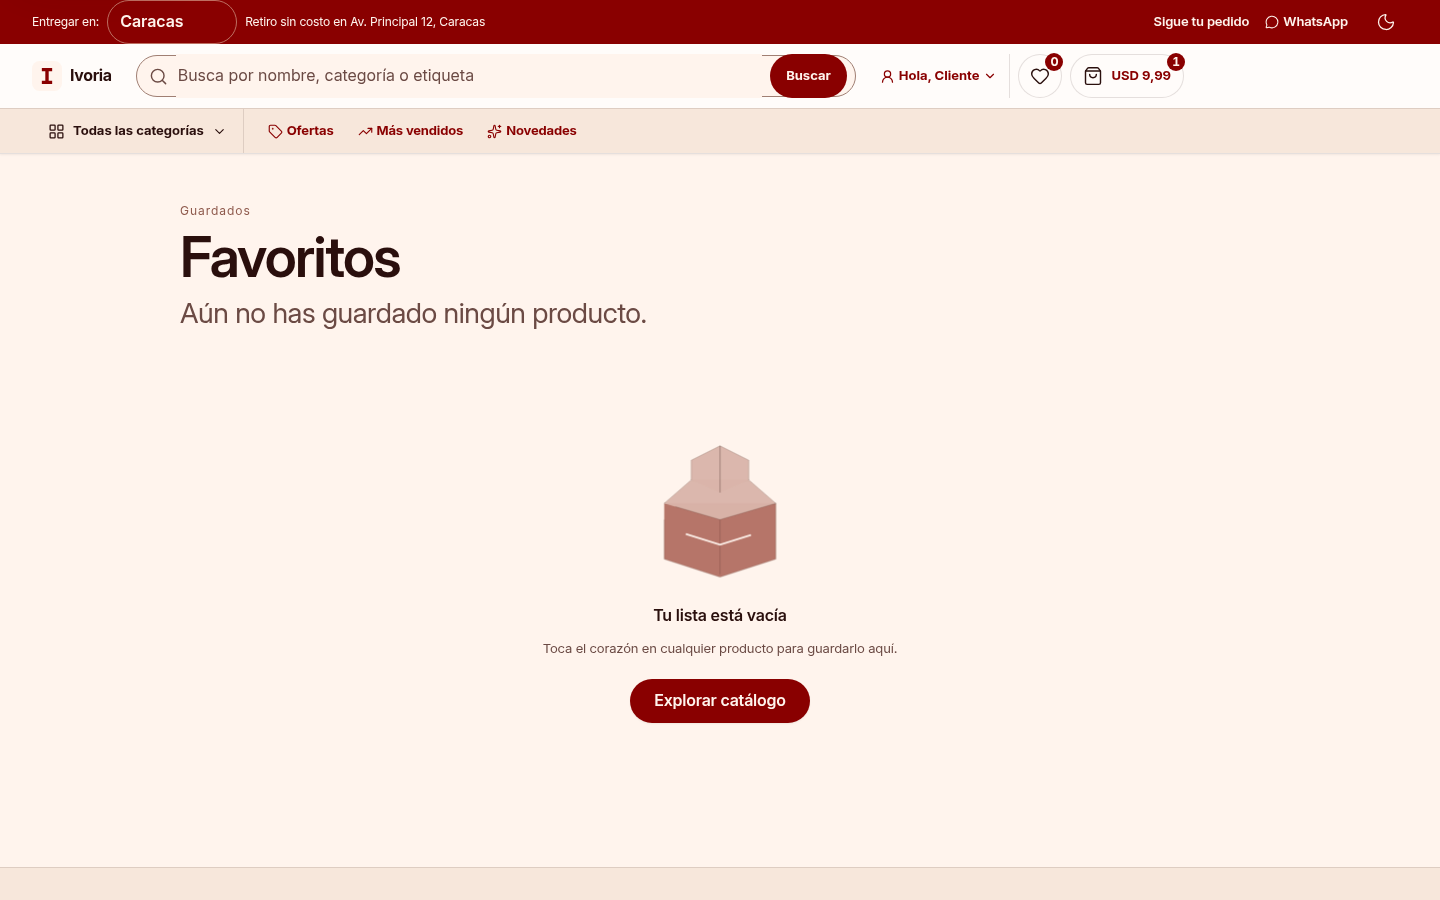 Entregar en: Caracas Retiro sin costo en Av. Principal 12, Caracas Sigue tu pedido WhatsApp
I Ivoria Busca por nombre, categoría o etiqueta Buscar Hola, Cliente 0 USD 9,99 1
Todas las categorías Ofertas Más vendidos Novedades
Guardados
Favoritos
Aún no has guardado ningún producto.
Tu lista está vacía
Toca el corazón en cualquier producto para guardarlo aquí.
Explorar catálogo